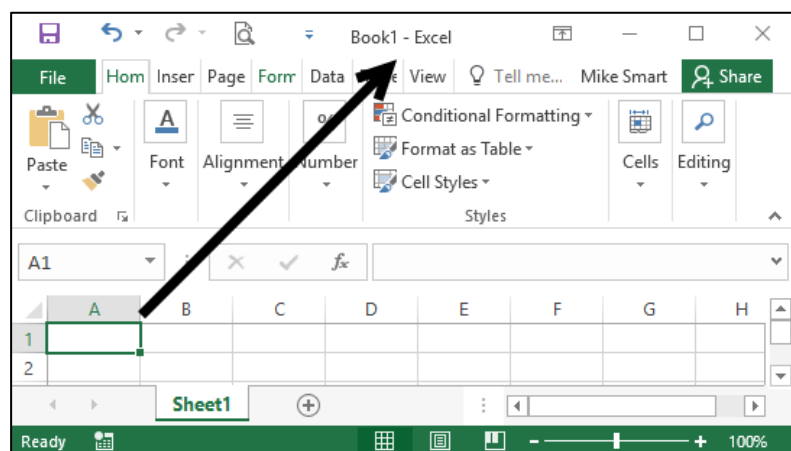 Book1 - Excel
File Hom Inser Page Form Data View Tell me... Mike Smart Share
Conditional Formatting
Format as Table
Paste Font Alignment Number Cells Editing
Cell Styles
Clipboard Styles
A1 fx
A B C D E F G H
1
2
Sheet1
Ready 100%